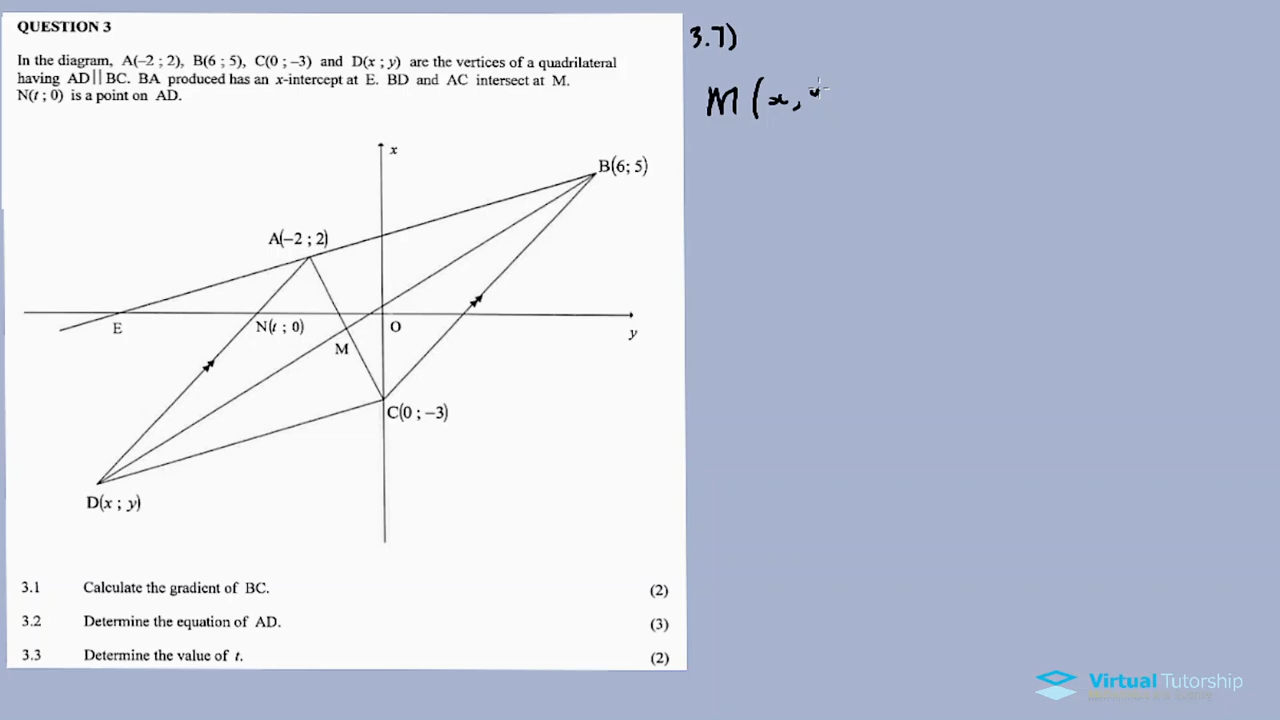 QUESTION 3
In the diagram, A(−2 ; 2), B(6 ; 5), C(0 ; −3) and D(x ; y) are the vertices of a quadrilateral
having AD||BC. BA produced has an x-intercept at E. BD and AC intersect at M.
N(t ; 0) is a point on AD.
x
B(6; 5)
A(−2 ; 2)
E
N(t ; 0)
O
y
M
C(0 ; −3)
D(x ; y)
3.1 Calculate the gradient of BC. (2)
3.2 Determine the equation of AD. (3)
3.3 Determine the value of t. (2)
3.7)
M (x,
Virtual Tutorship